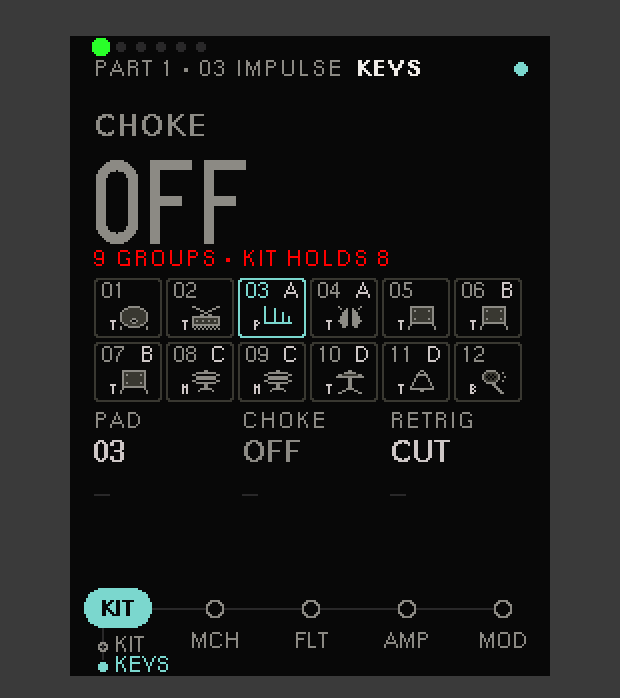 PART 1 · 03 IMPULSE KEYS
CHOKE
OFF
9 GROUPS · KIT HOLDS 8
01 02 03 A 04 A 05 06 B
T T P T T T
07 B 08 C 09 C 10 D 11 D 12
T M M T T B
PAD CHOKE RETRIG
03 OFF CUT
— — —
KIT
KIT MCH FLT AMP MOD
KEYS